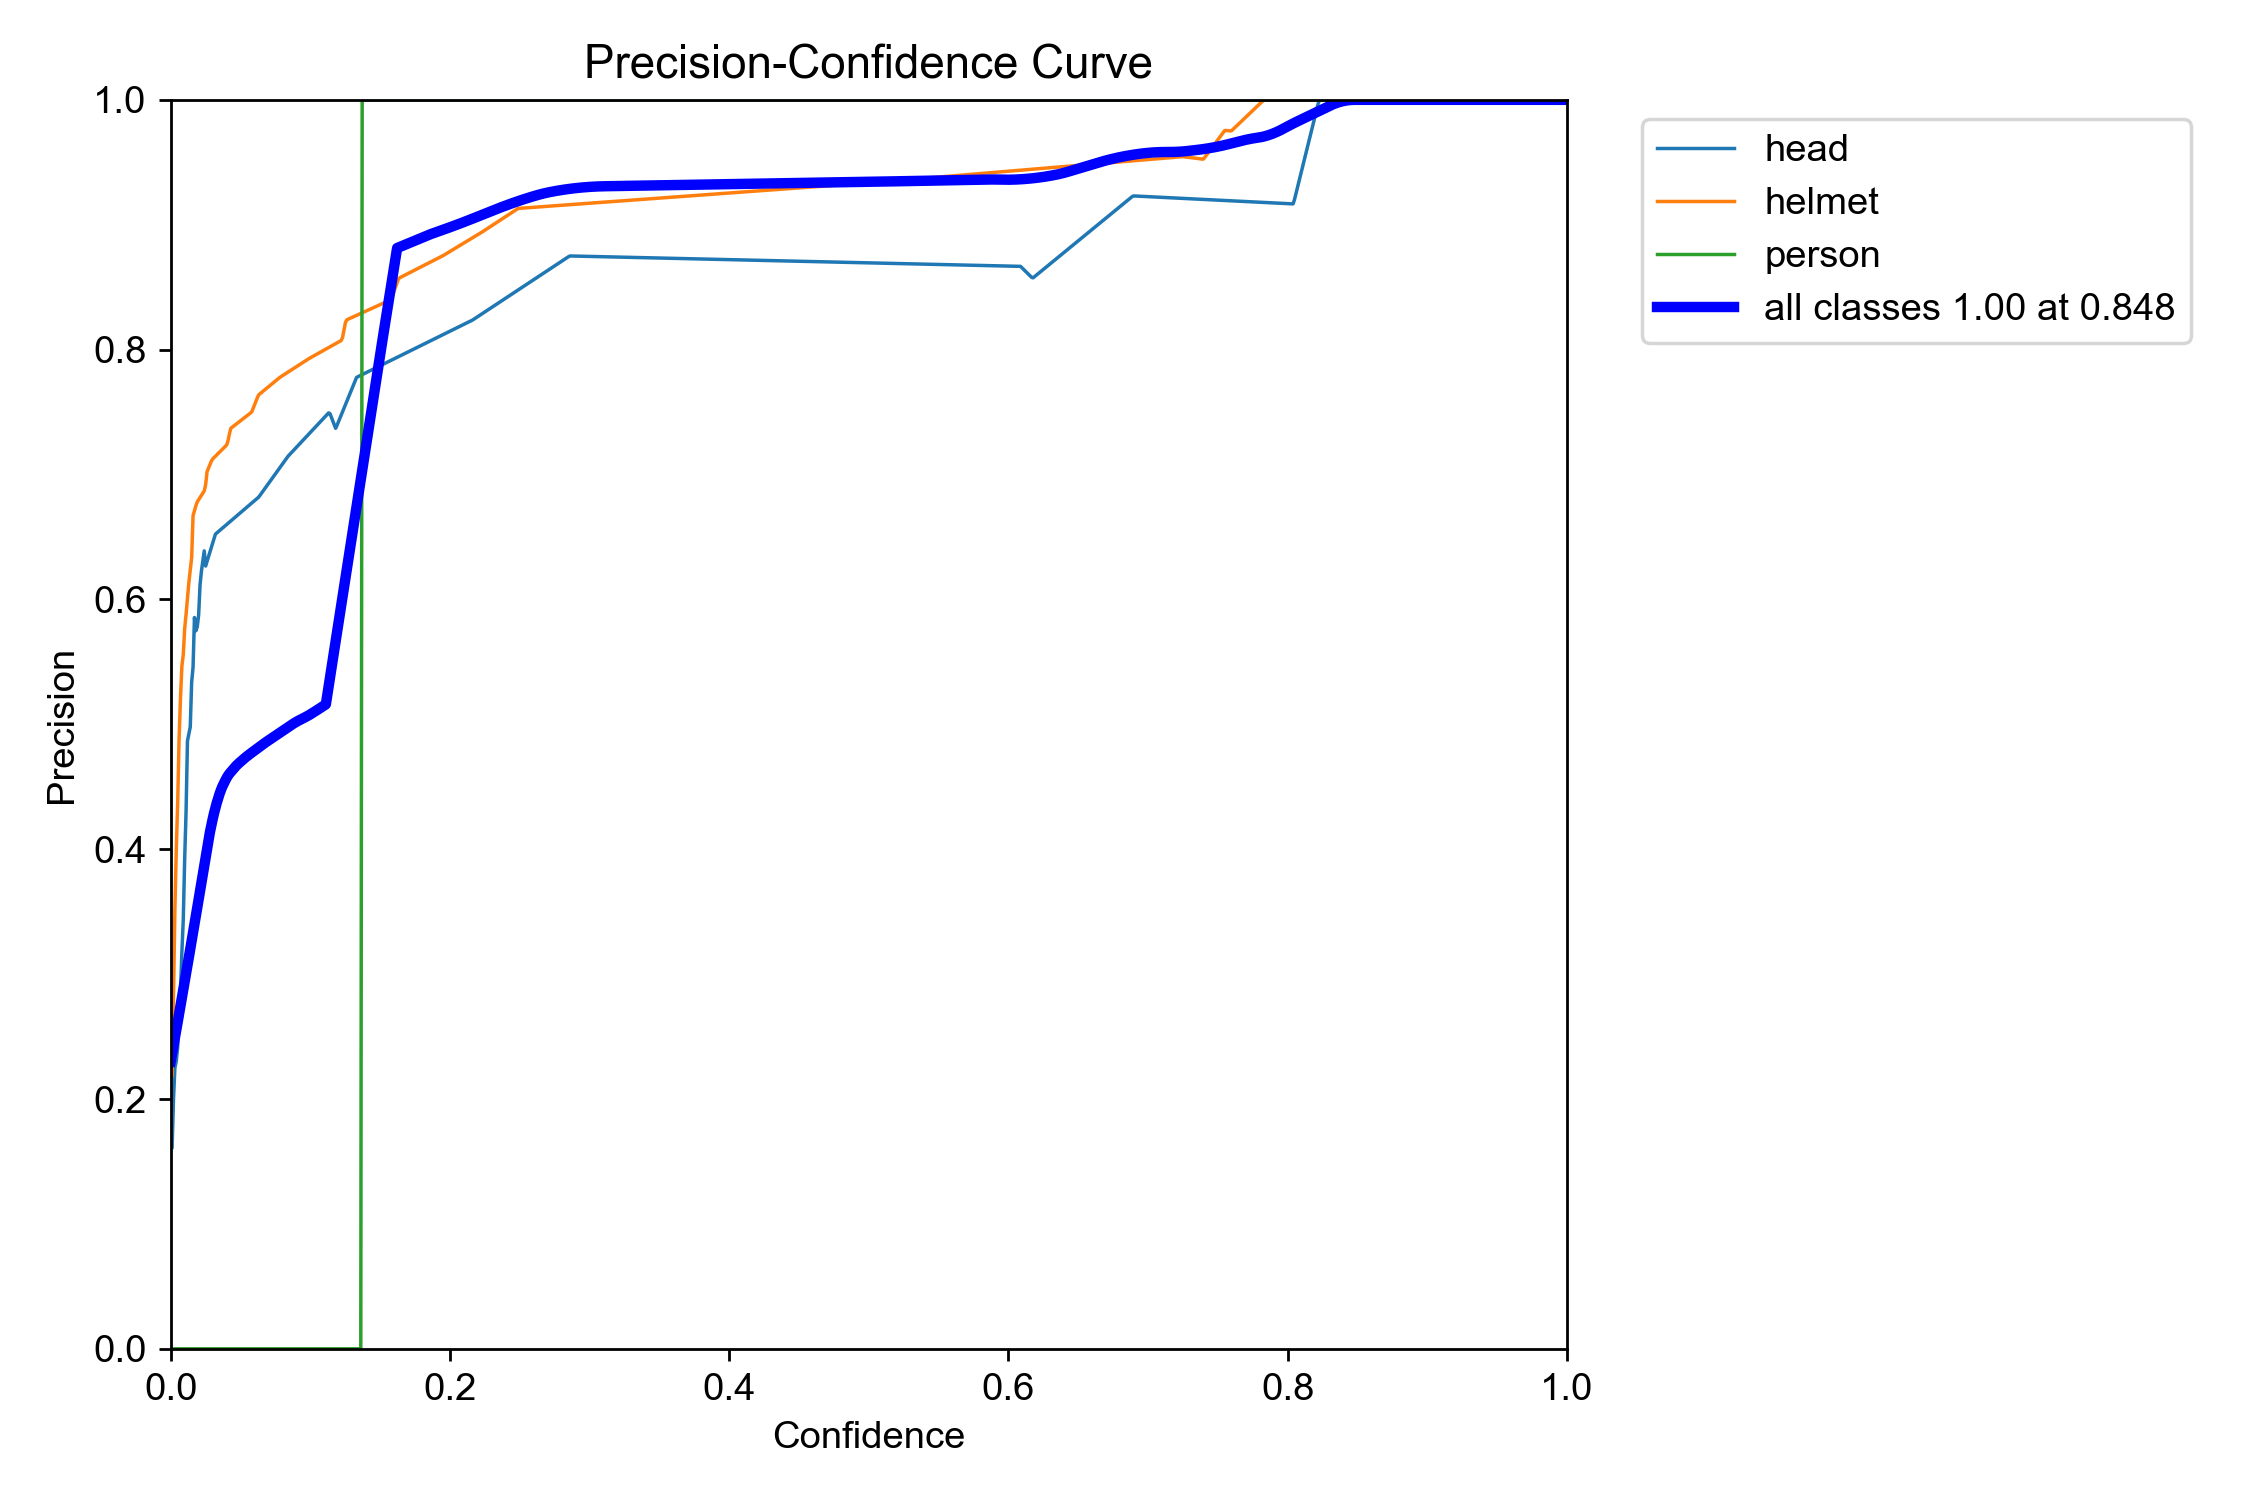 Precision-Confidence Curve
1.0
0.8
0.6
0.4
0.2
0.0
Precision
0.0 0.2 0.4 0.6 0.8 1.0
Confidence
head
helmet
person
all classes 1.00 at 0.848